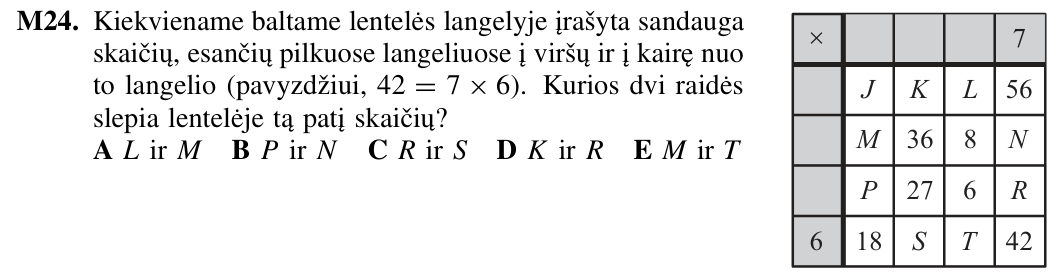 M24. Kiekviename baltame lentelės langelyje įrašyta sandauga
skaičių, esančių pilkuose langeliuose į viršų ir į kairę nuo
to langelio (pavyzdžiui, 42 = 7 × 6). Kurios dvi raidės
slepia lentelėje tą patį skaičių?
A L ir M B P ir N C R ir S D K ir R E M ir T
× 7
J K L 56
M 36 8 N
P 27 6 R
6 18 S T 42